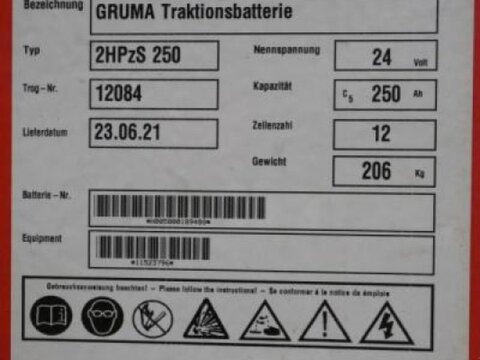 Bezeichnung GRUMA Traktionsbatterie
Typ 2HPzS 250 Nennspannung 24 Volt
Trog-Nr. 12084 Kapazität C5 250 Ah
Lieferdatum 23.06.21 Zellenzahl 12
Gewicht 206 Kg
Batterie-Nr.
Equipment
*11523796*
Gebrauchsanweisung beachten! – Please follow the instructions! – Se conformer à la notice de émploie